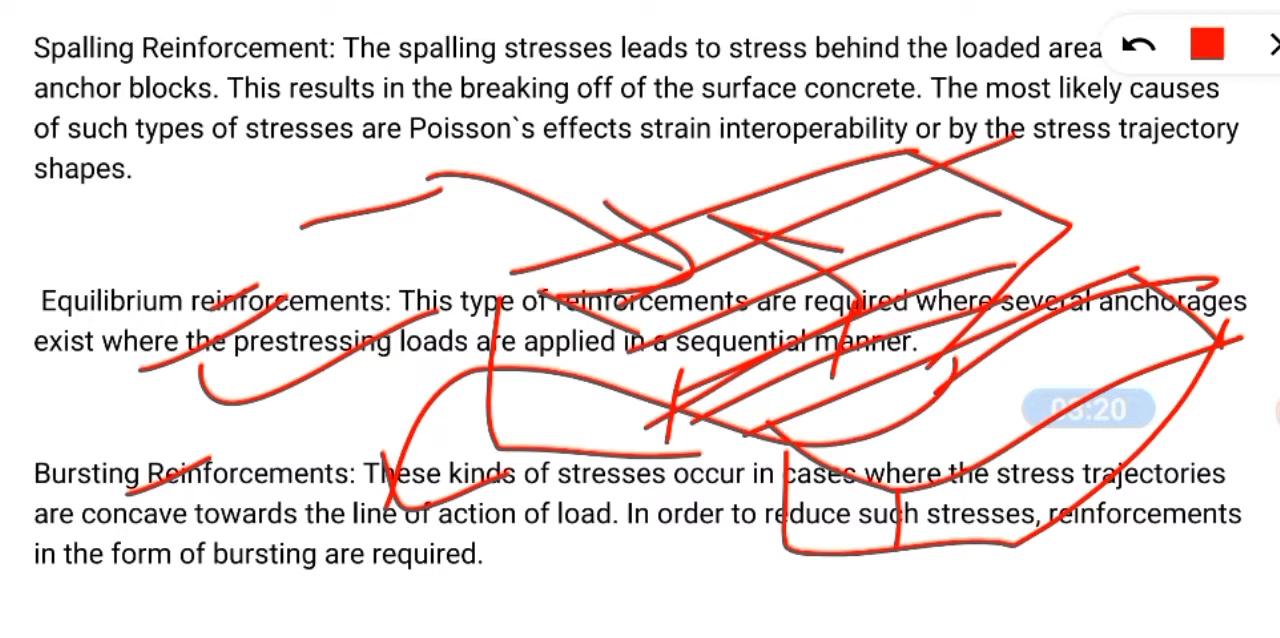 Spalling Reinforcement: The spalling stresses leads to stress behind the loaded area
anchor blocks. This results in the breaking off of the surface concrete. The most likely causes
of such types of stresses are Poisson`s effects strain interoperability or by the stress trajectory
shapes.
Equilibrium reinforcements: This type of reinforcements are required where several anchorages
exist where the prestressing loads are applied in a sequential manner.
03:20
Bursting Reinforcements: These kinds of stresses occur in cases where the stress trajectories
are concave towards the line of action of load. In order to reduce such stresses, reinforcements
in the form of bursting are required.